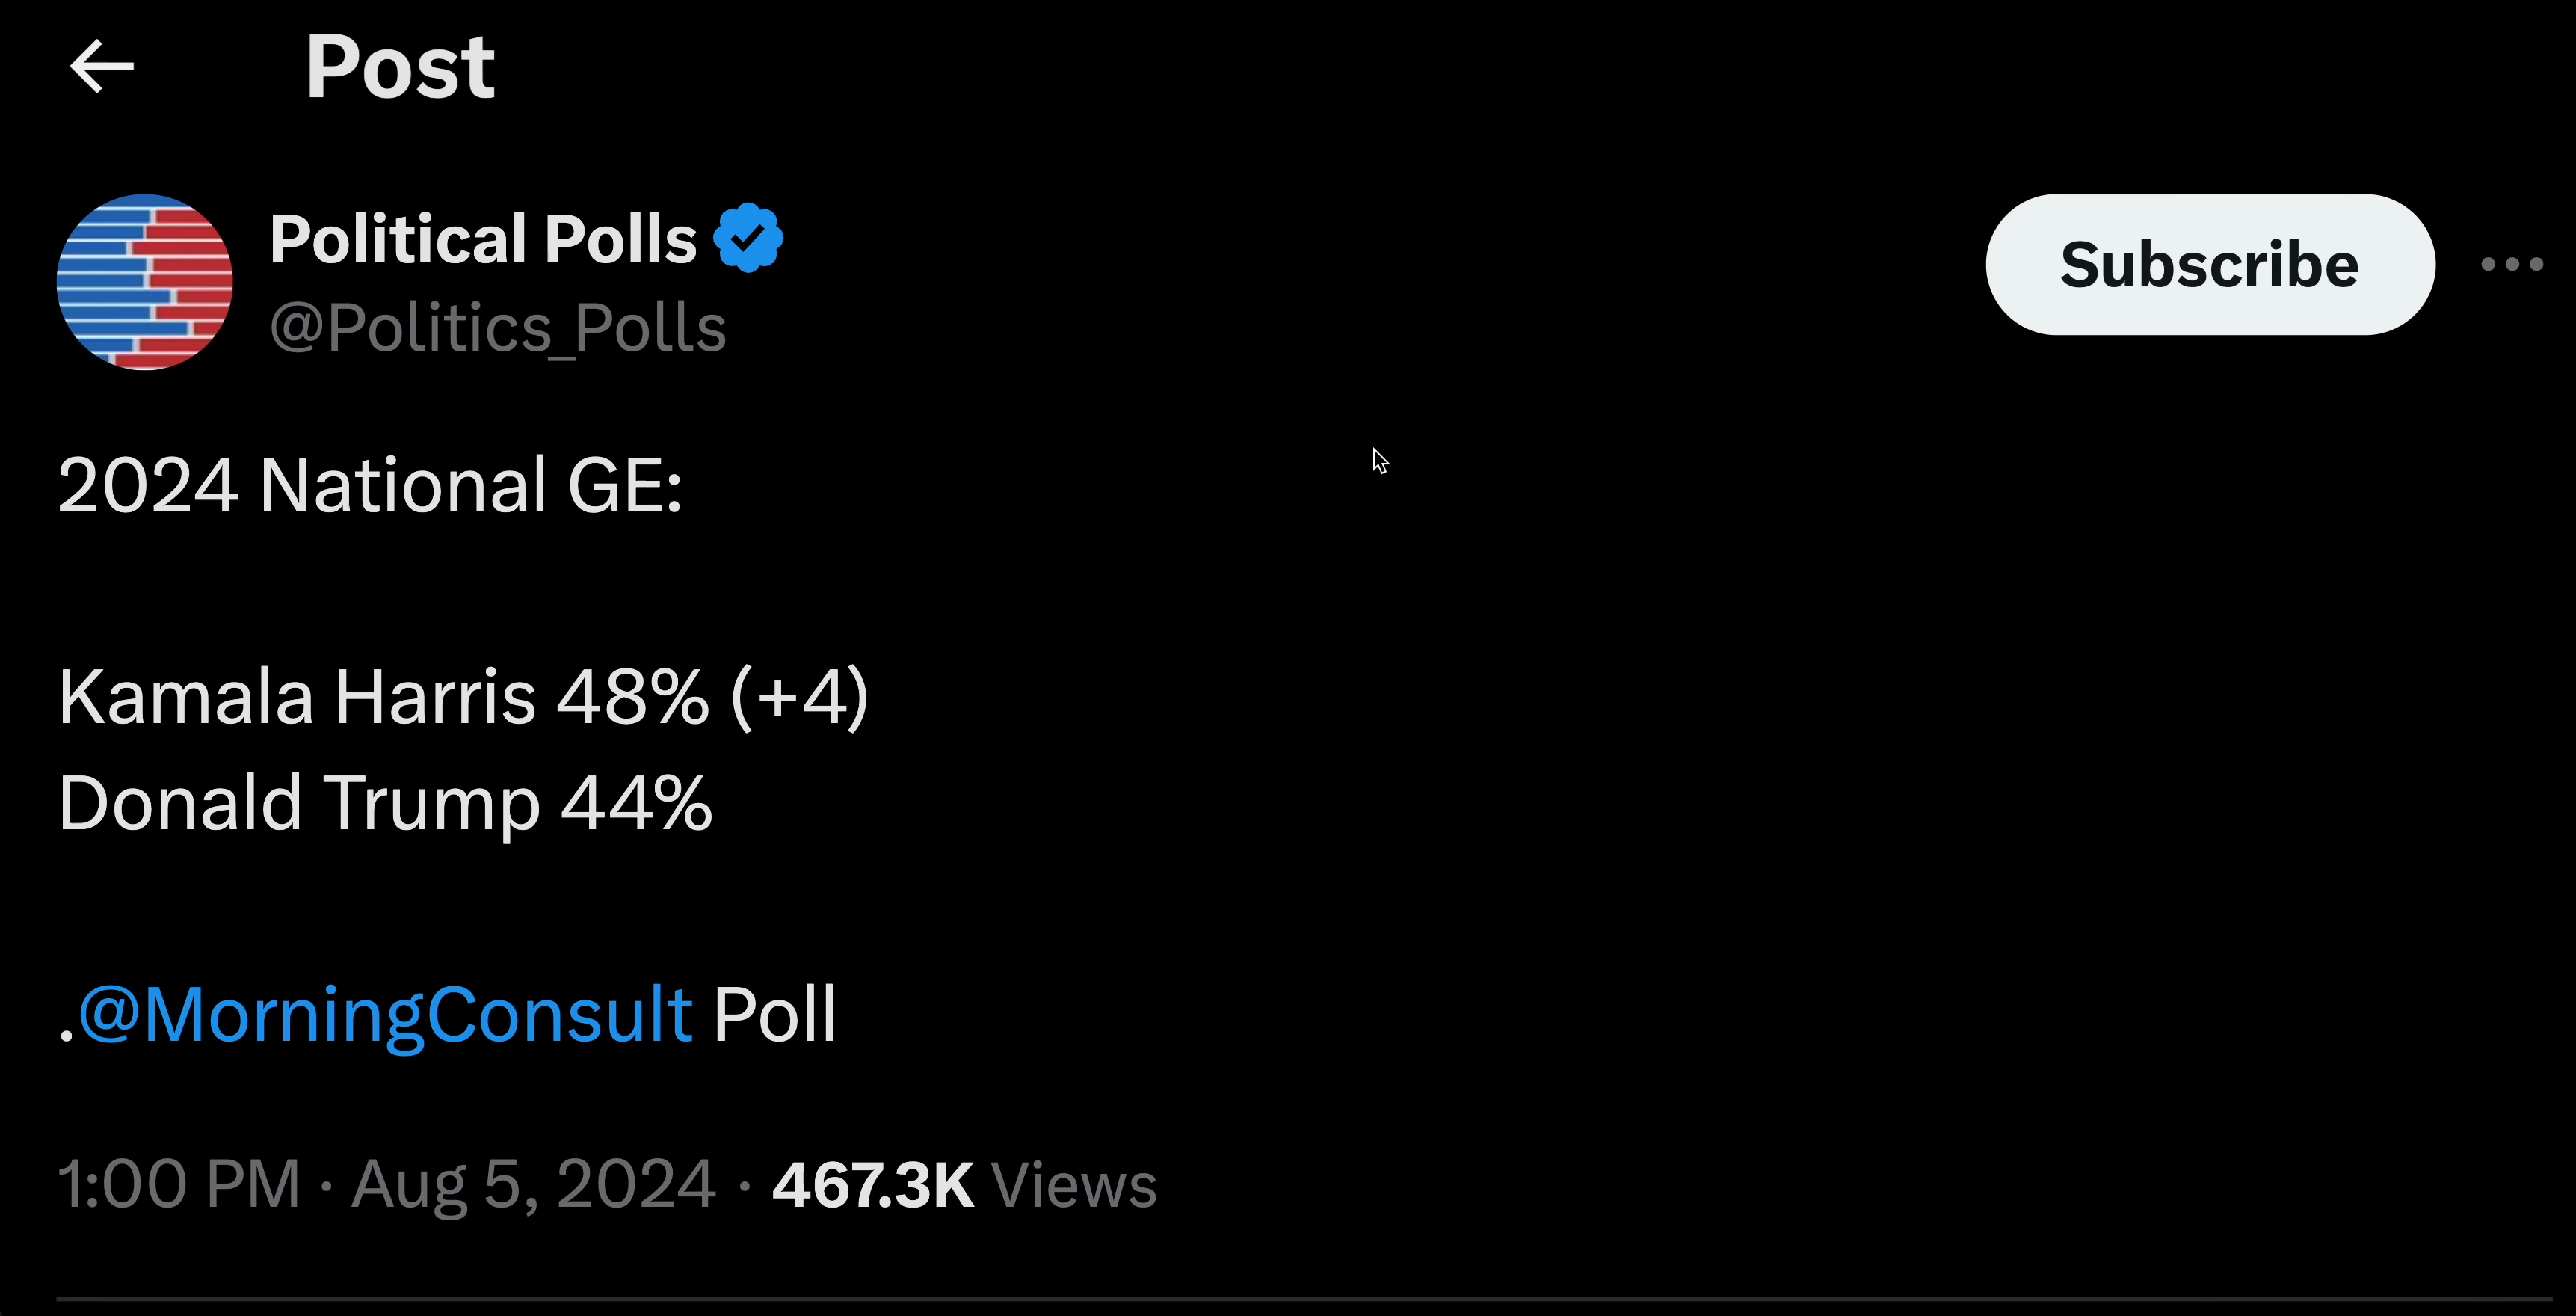 Post
Political Polls
Subscribe
@Politics_Polls
2024 National GE:
Kamala Harris 48% (+4)
Donald Trump 44%
.@MorningConsult Poll
1:00 PM · Aug 5, 2024 · 467.3K Views